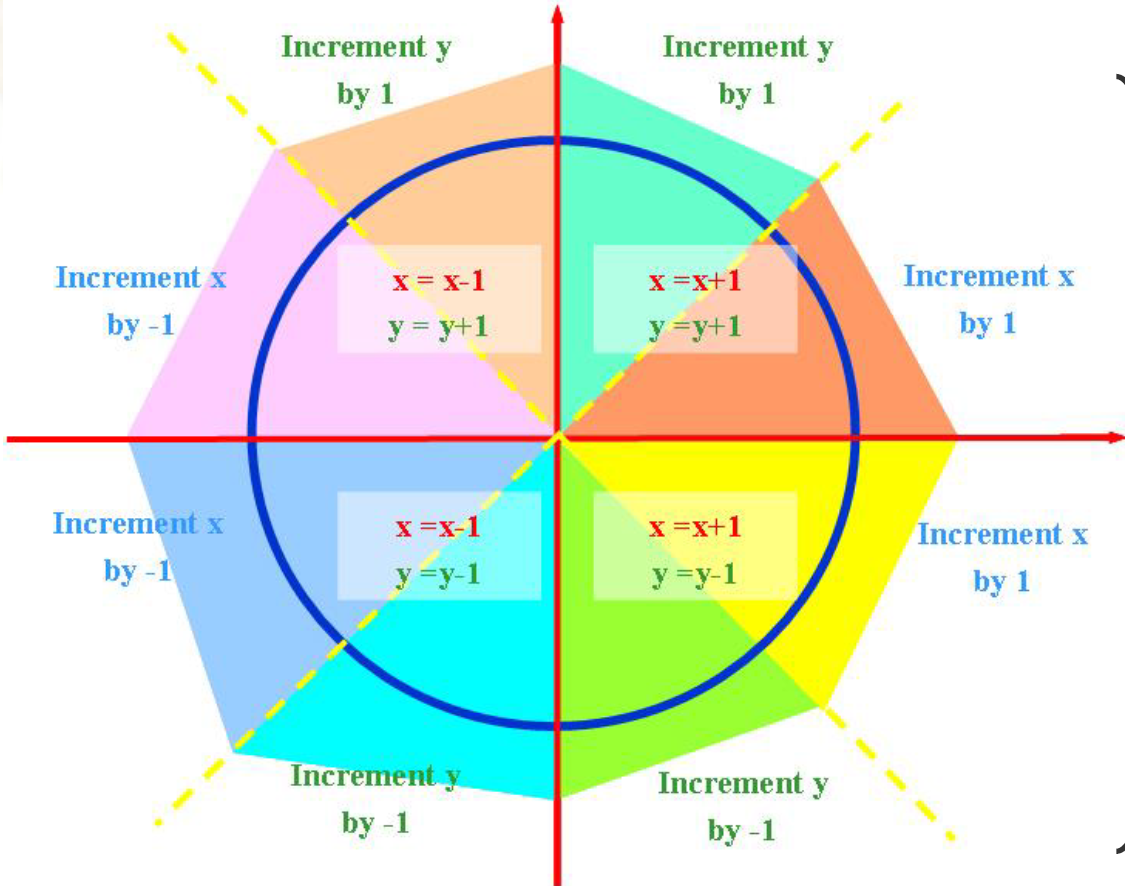 Increment y
by 1
Increment y
by 1
Increment x
by -1
x = x-1
y = y+1
x =x+1
y =y+1
Increment x
by 1
Increment x
by -1
x =x-1
y =y-1
x =x+1
y =y-1
Increment x
by 1
Increment y
by -1
Increment y
by -1